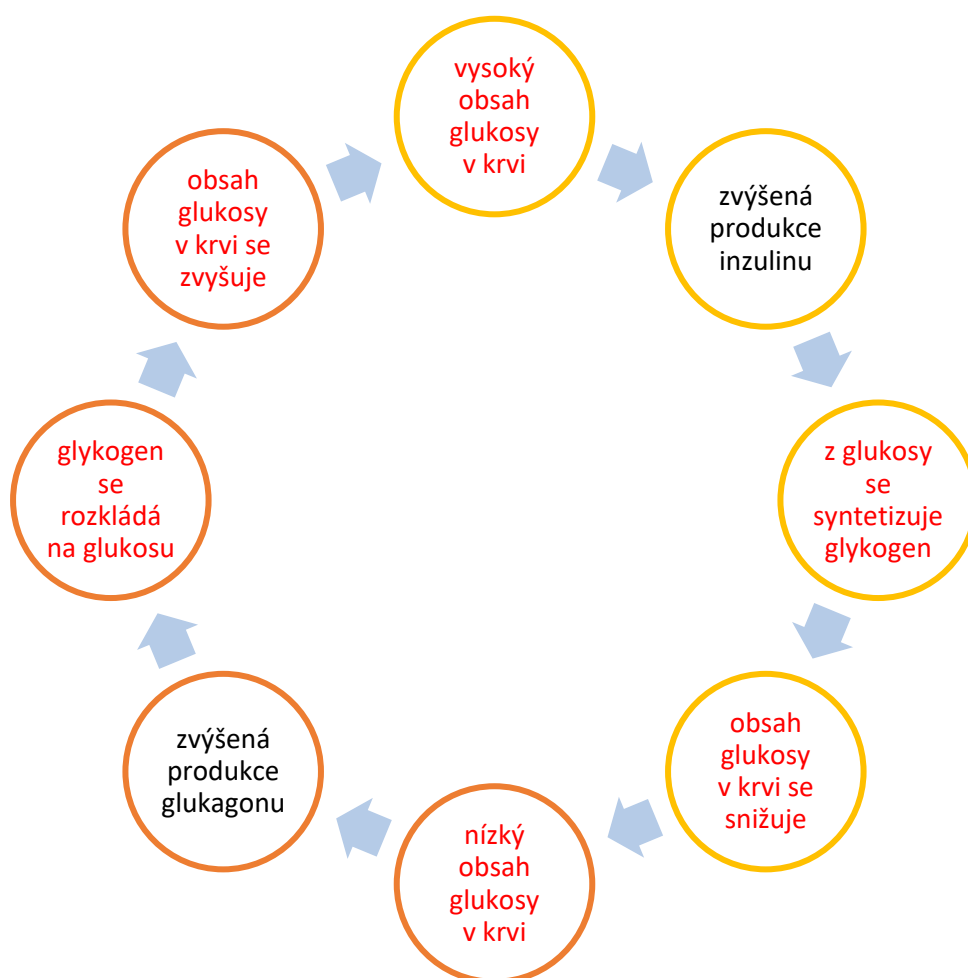 vysoký
obsah
glukosy
v krvi
zvýšená
produkce
inzulinu
z glukosy
se
syntetizuje
glykogen
obsah
glukosy
v krvi se
snižuje
nízký
obsah
glukosy
v krvi
zvýšená
produkce
glukagonu
glykogen
se
rozkládá
na glukosu
obsah
glukosy
v krvi se
zvyšuje